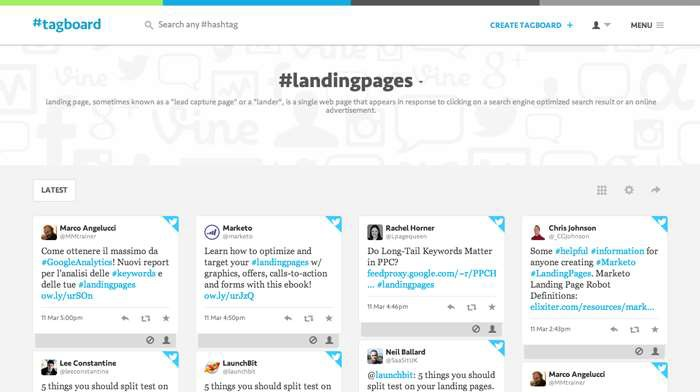 #tagboard
Search any #hashtag
CREATE TAGBOARD +
MENU
#landingpages
landing page, sometimes known as a "lead capture page" or a "lander", is a single web page that appears in response to clicking on a search engine optimized search result or an online
advertisement.
LATEST
Marco Angelucci
@MMtrainer
Come ottenere il massimo da
#GoogleAnalytics! Nuovi report
per l'analisi delle #keywords e
delle tue #landingpages
ow.ly/urSOn
11 Mar 5:00pm
Marketo
@marketo
Learn how to optimize and
target your #landingpages w/
graphics, offers, calls-to-action
and forms with this ebook!
ow.ly/urJzQ
11 Mar 4:50pm
Rachel Horner
@Lpagequeen
Do Long-Tail Keywords Matter
in PPC?
feedproxy.google.com/~r/PPCH
... #landingpages
11 Mar 4:46pm
Chris Johnson
@_CGJohnson
Some #helpful #information for
anyone creating #Marketo
#LandingPages. Marketo
Landing Page Robot
Definitions:
elixiter.com/resources/mark...
11 Mar 2:43pm
Lee Constantine
@leeconstantine
5 things you should split test on
LaunchBit
@launchbit
5 things you should split test on
Neil Ballard
@SaaSitUK
@launchbit: 5 things you should
split test on your landing pages.
Marco Angelucci
@MMtrainer